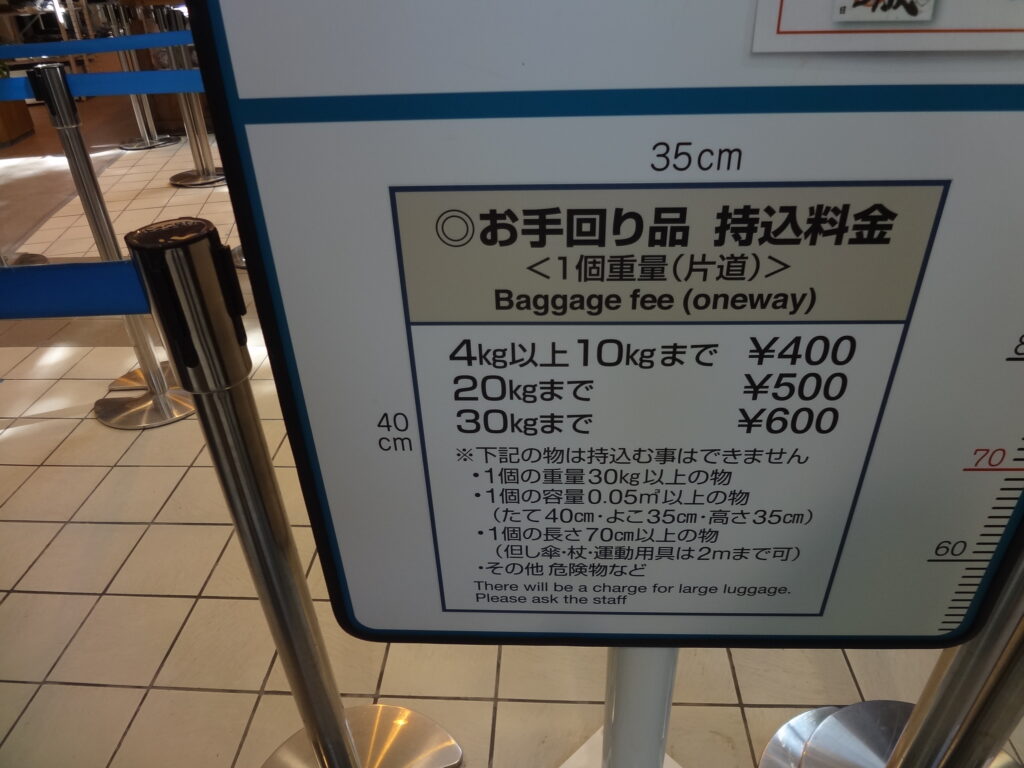 35cm
◎お手回り品 持込料金
<1個重量(片道)>
Baggage fee (oneway)
4kg以上10kgまで ¥400
20kgまで ¥500
30kgまで ¥600
40
cm
※下記の物は持込む事はできません
・1個の重量30kg以上の物
・1個の容量0.05㎥以上の物
(たて40cm・よこ35cm・高さ35cm)
・1個の長さ70cm以上の物
(但し傘・杖・運動用具は2mまで可)
・その他 危険物など
There will be a charge for large luggage.
Please ask the staff
70
60